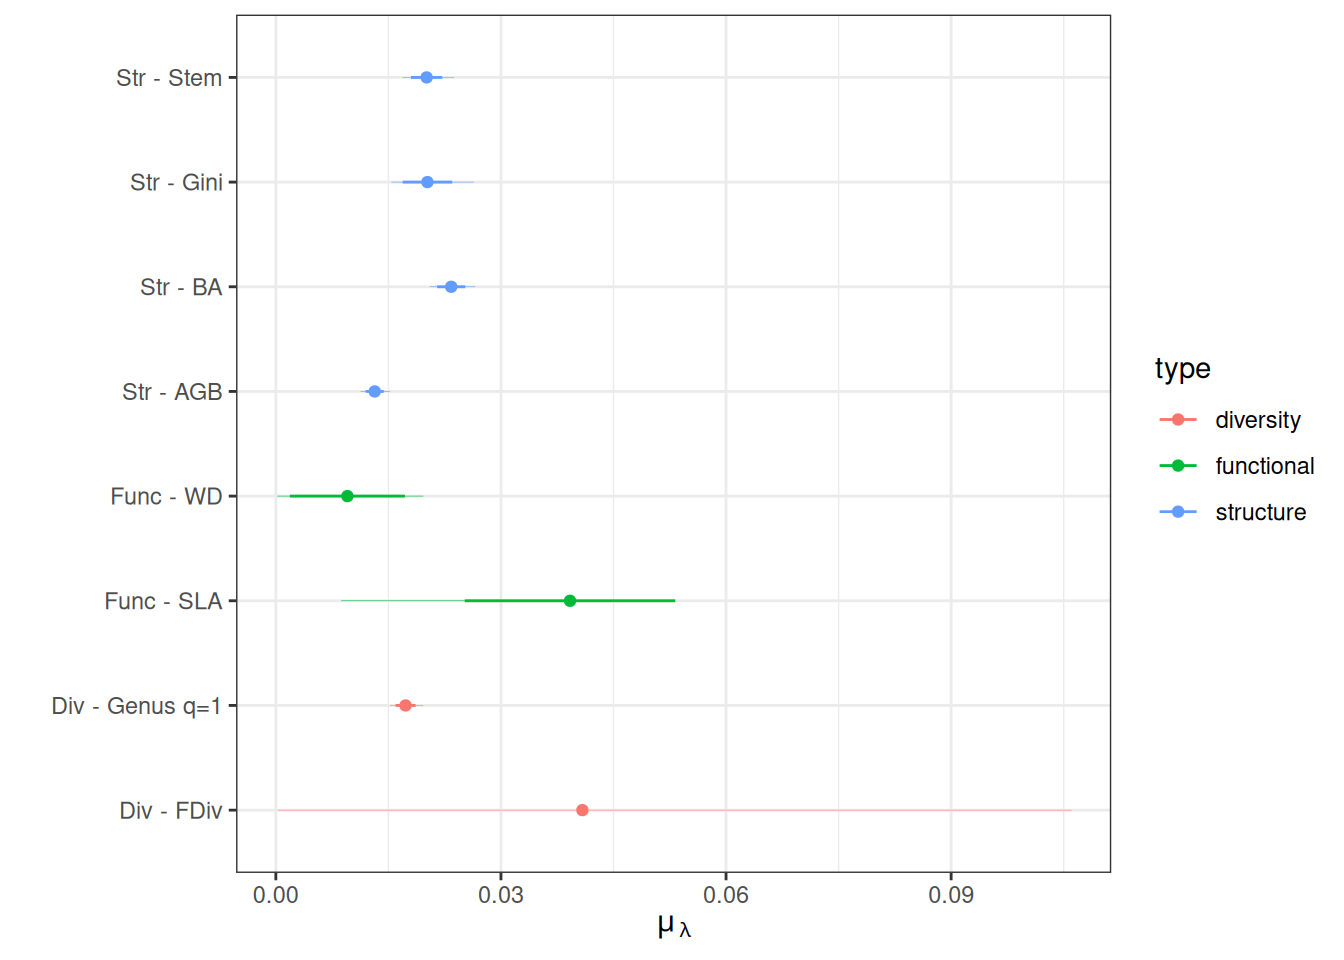 Str - Stem
Str - Gini
Str - BA
Str - AGB
Func - WD
Func - SLA
Div - Genus q=1
Div - FDiv
0.00 0.03 0.06 0.09
μ λ
type
diversity
functional
structure